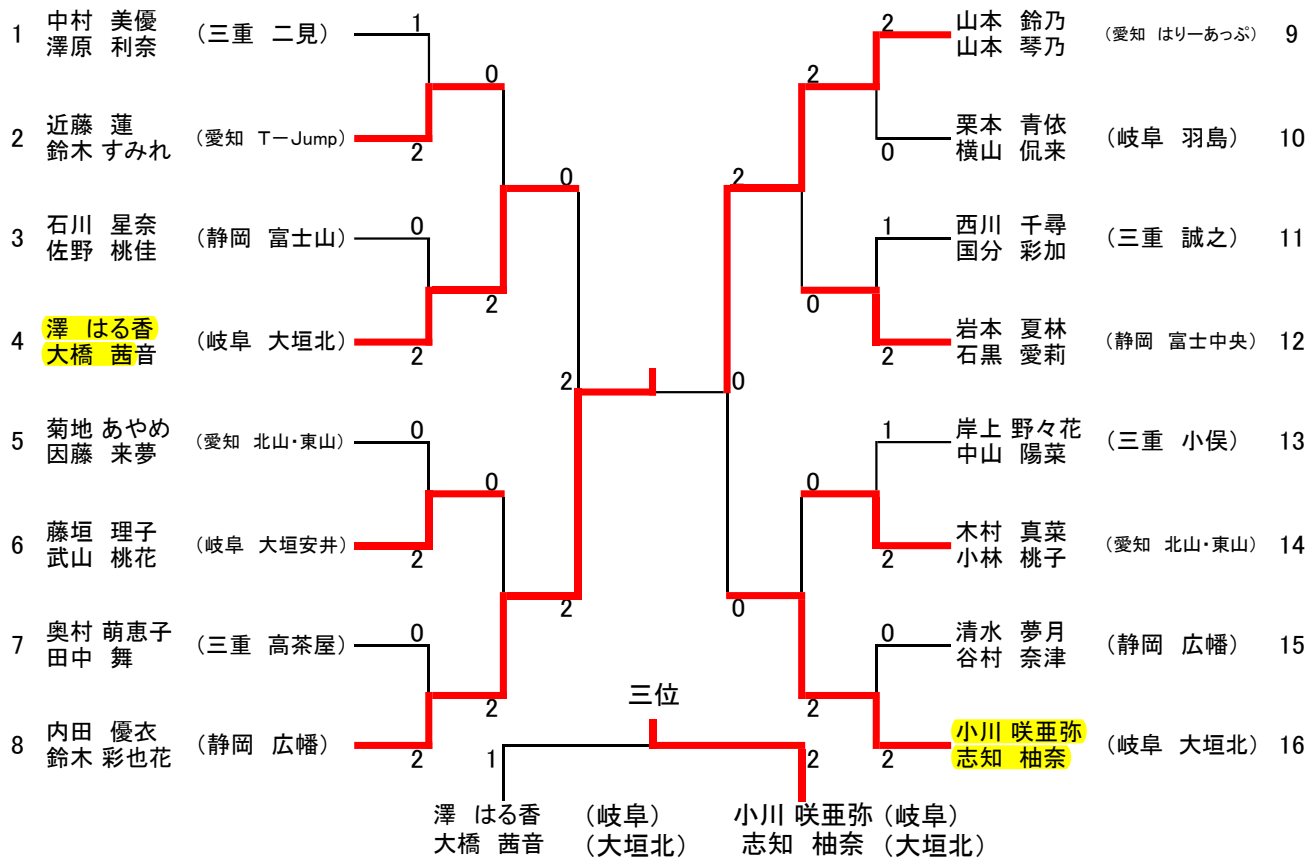 1 中村 美優 (三重 二見) 1
澤原 利奈
0
2 近藤 蓮 (愛知 T-Jump) 2
鈴木 すみれ
0
3 石川 星奈 (静岡 富士山) 0
佐野 桃佳
2
4 澤 はる香 (岐阜 大垣北) 2
大橋 茜音
2
5 菊地 あやめ (愛知 北山・東山) 0
因藤 来夢
0
6 藤垣 理子 (岐阜 大垣安井) 2
武山 桃花
2
7 奥村 萌恵子 (三重 高茶屋) 0
田中 舞
2
8 内田 優衣 (静岡 広幡) 2
鈴木 彩也花
2 山本 鈴乃 (愛知 はりーあっぷ) 9
山本 琴乃
2
0 栗本 青依 (岐阜 羽島) 10
横山 侃来
2
1 西川 千尋 (三重 誠之) 11
国分 彩加
0
2 岩本 夏林 (静岡 富士中央) 12
石黒 愛莉
0
1 岸上 野々花 (三重 小俣) 13
中山 陽菜
0
2 木村 真菜 (愛知 北山・東山) 14
小林 桃子
0
0 清水 夢月 (静岡 広幡) 15
谷村 奈津
2
2 小川 咲亜弥 (岐阜 大垣北) 16
志知 柚奈
三位
1 2
澤 はる香 (岐阜) 小川 咲亜弥 (岐阜)
大橋 茜音 (大垣北) 志知 柚奈 (大垣北)